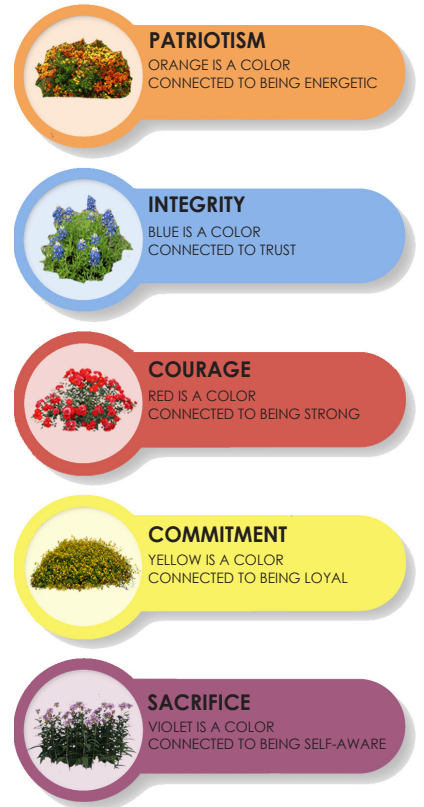 PATRIOTISM
ORANGE IS A COLOR
CONNECTED TO BEING ENERGETIC
INTEGRITY
BLUE IS A COLOR
CONNECTED TO TRUST
COURAGE
RED IS A COLOR
CONNECTED TO BEING STRONG
COMMITMENT
YELLOW IS A COLOR
CONNECTED TO BEING LOYAL
SACRIFICE
VIOLET IS A COLOR
CONNECTED TO BEING SELF-AWARE